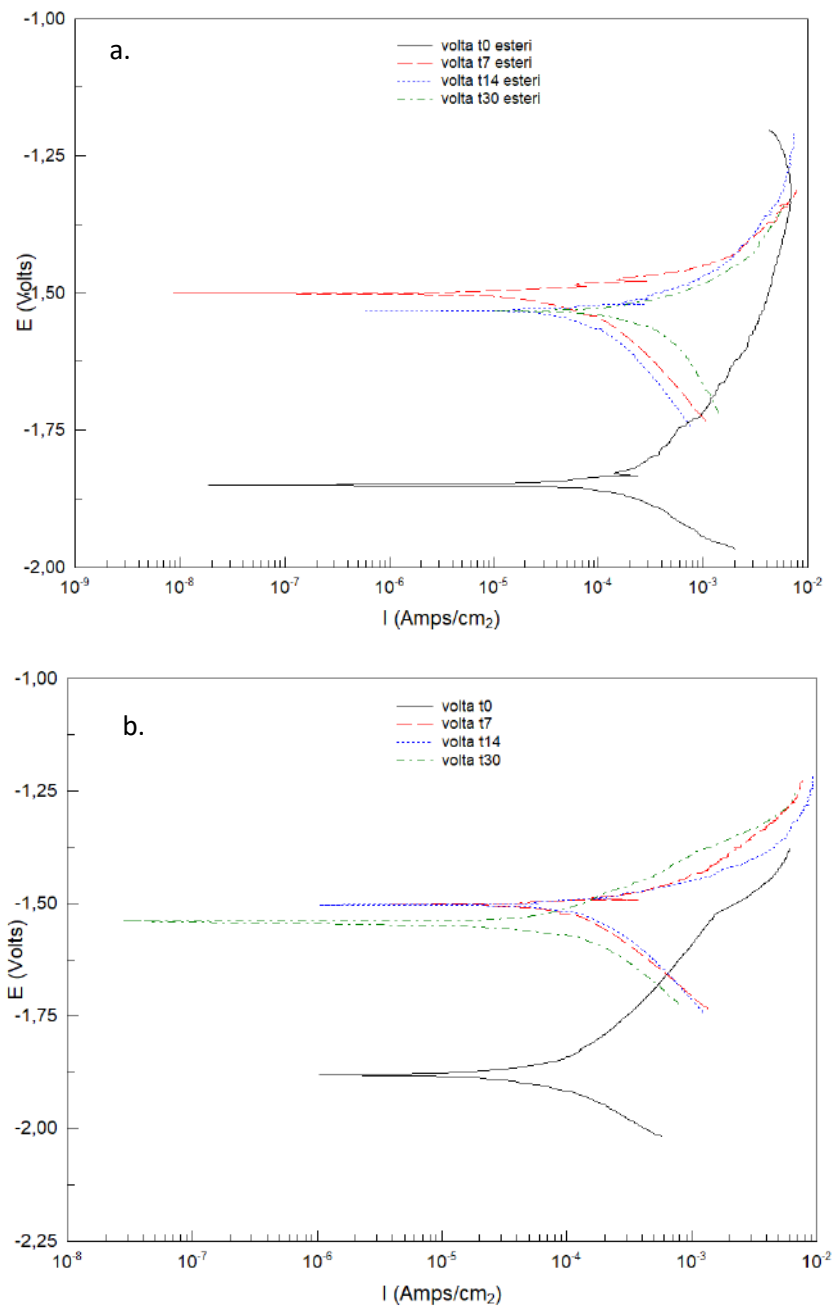 a.
volta t0 esteri
volta t7 esteri
volta t14 esteri
volta t30 esteri
-1,00
-1,25
-1,50
-1,75
-2,00
E (Volts)
10-9
10-8
10-7
10-6
10-5
10-4
10-3
10-2
I (Amps/cm2)
b.
volta t0
volta t7
volta t14
volta t30
-1,00
-1,25
-1,50
-1,75
-2,00
-2,25
E (Volts)
10-8
10-7
10-6
10-5
10-4
10-3
10-2
I (Amps/cm2)